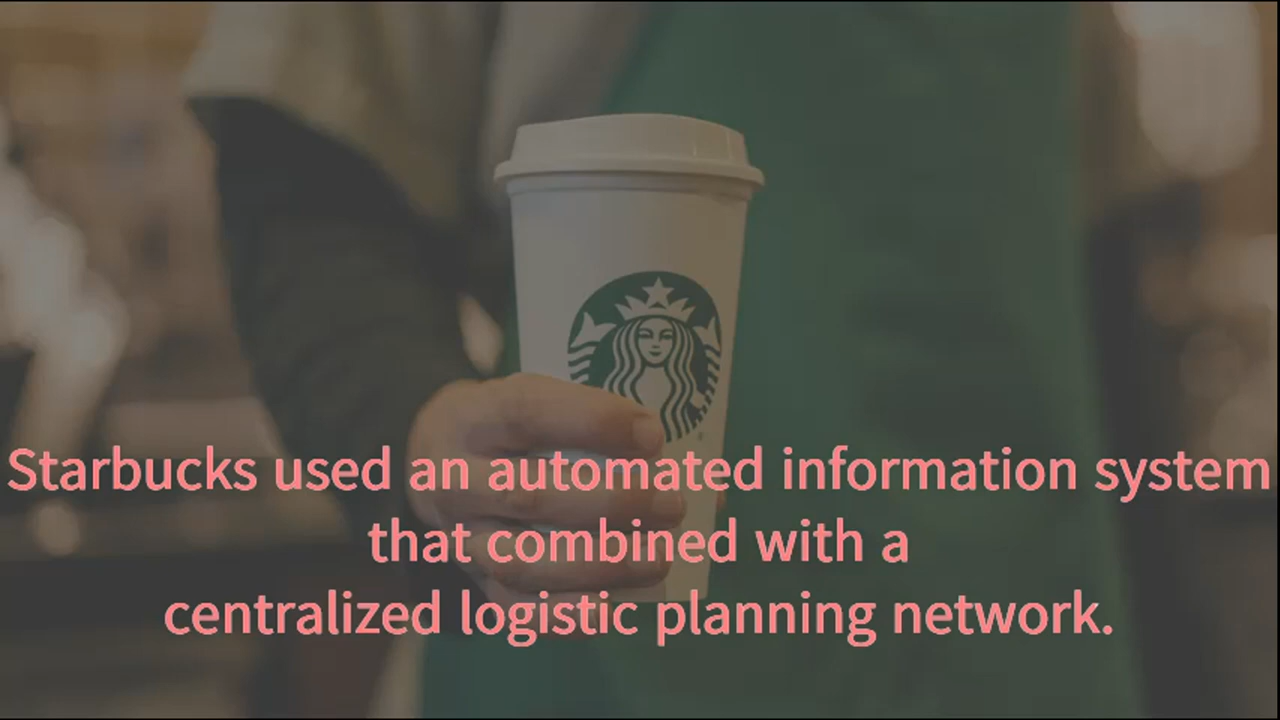 Starbucks used an automated information system
that combined with a
centralized logistic planning network.